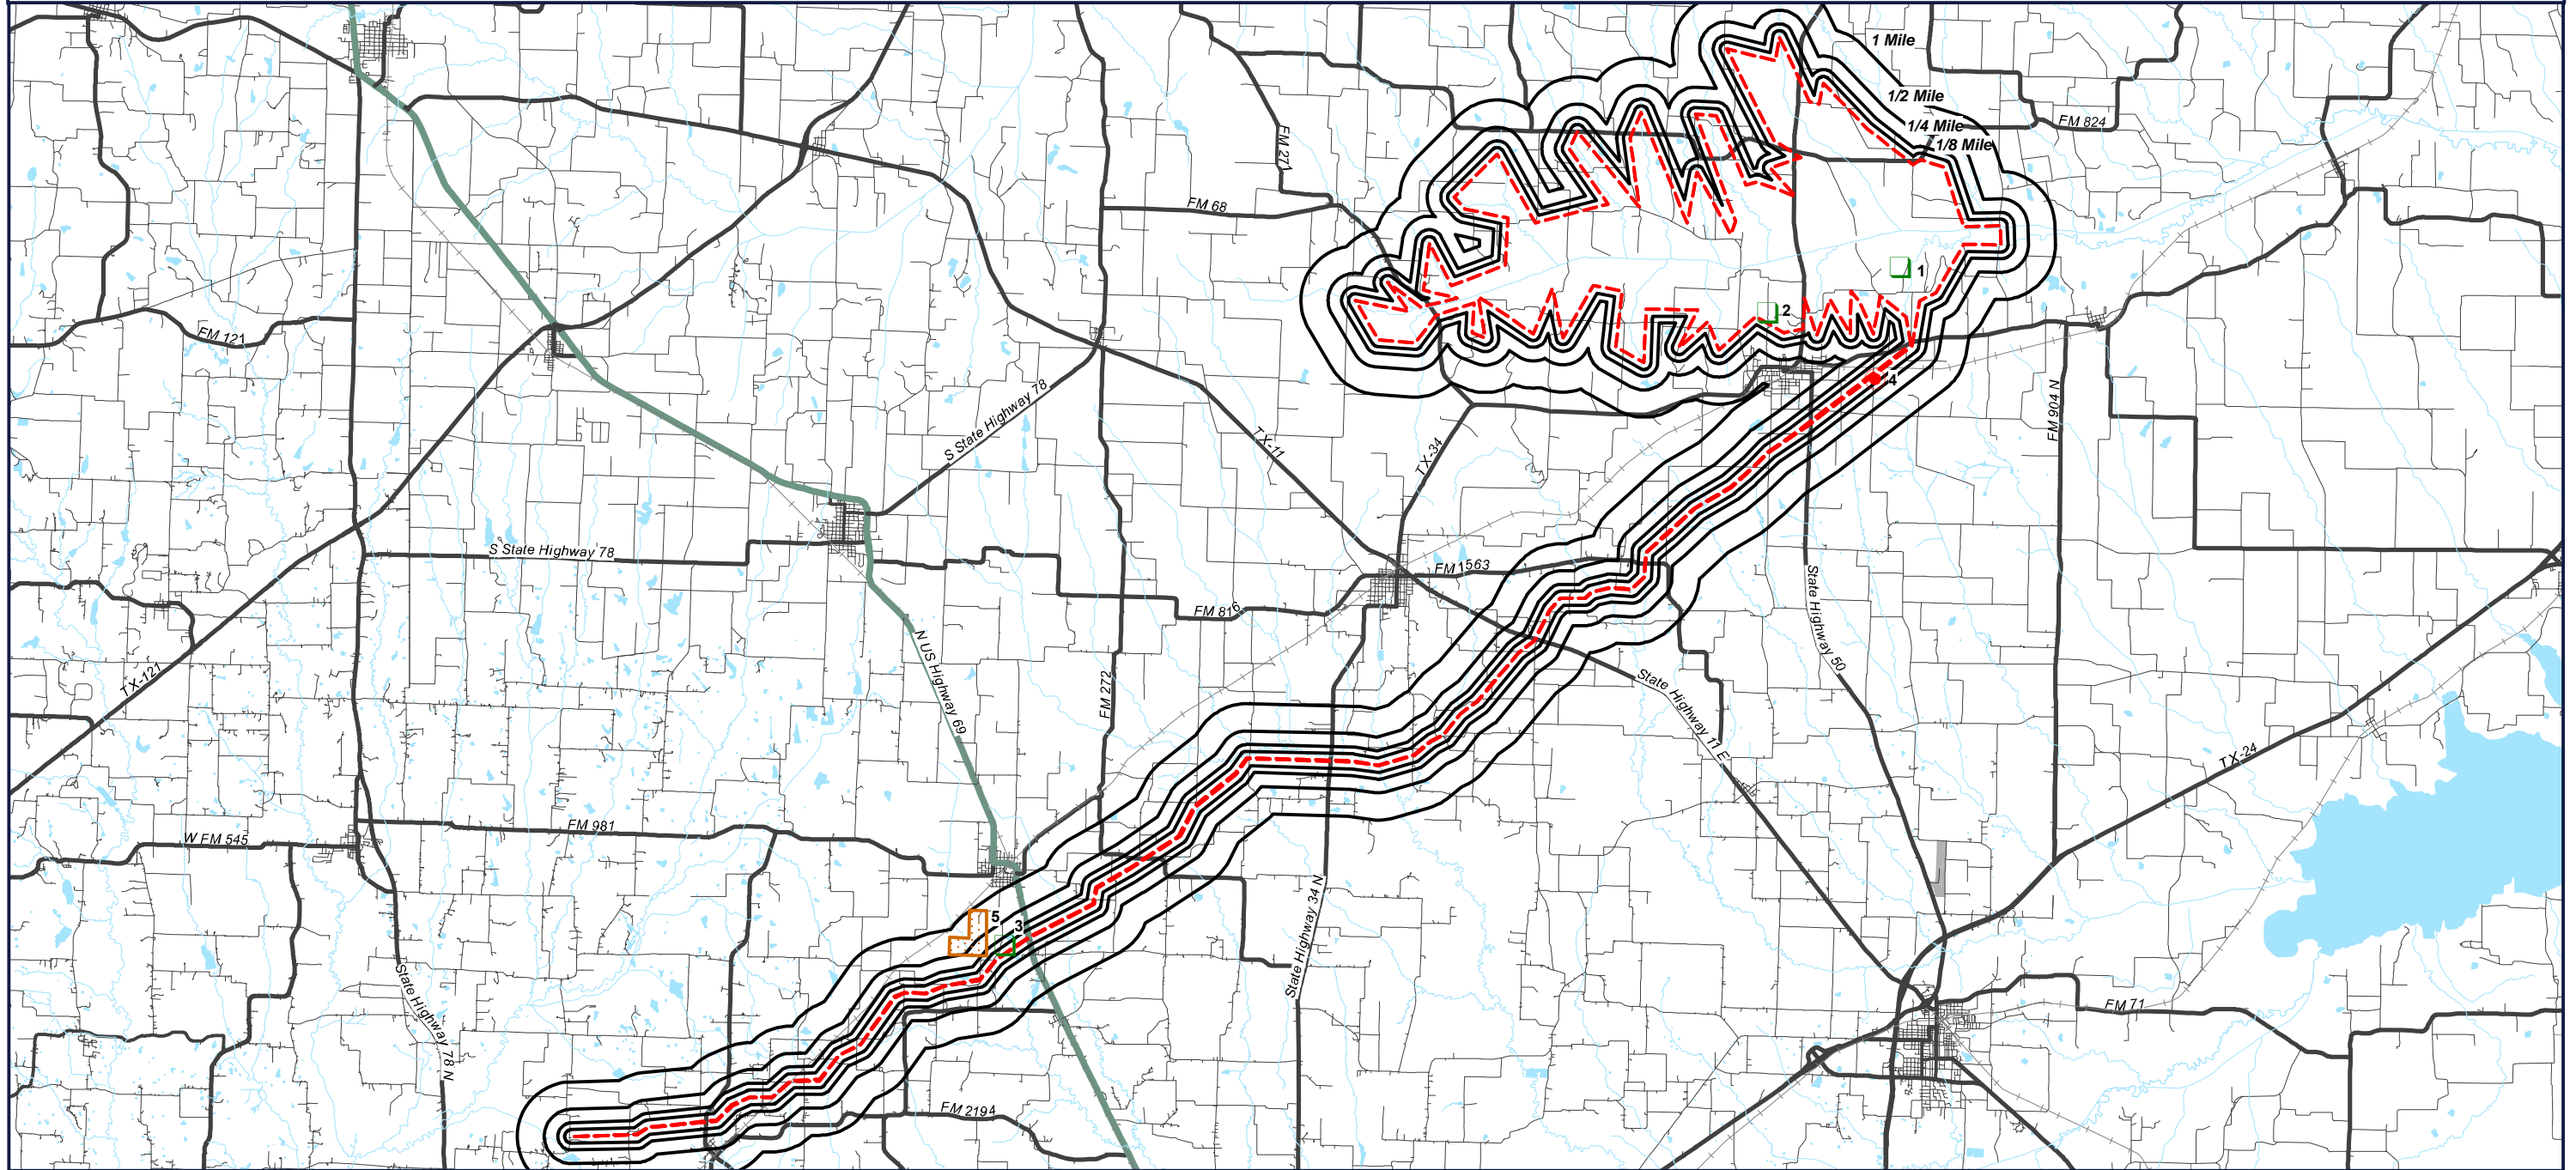 1 Mile
1/2 Mile
1/4 Mile
FM 824
1/8 Mile
FM 271
FM 68
1
2
FM 121
4
S State Highway 78
FM 904 N
TX-11
TX-34
S State Highway 78
FM 1563
State Highway 50
FM 816
N US Highway 69
TX-121
FM 272
State Highway 11 E
TX-24
FM 981
W FM 545
5
3
State Highway 34 N
State Highway 78 N
FM 71
FM 2194